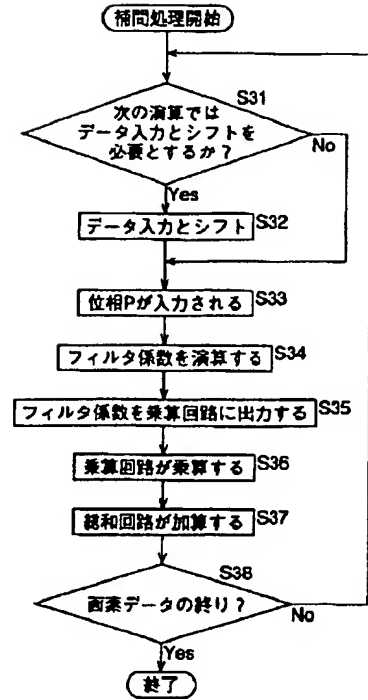 補間処理開始
S31
次の演算では
データ入力とシフトを
必要とするか？
No
Yes
データ入力とシフト
S32
位相Pが入力される
S33
フィルタ係数を演算する
S34
フィルタ係数を乗算回路に出力する
S35
乗算回路が乗算する
S36
総和回路が加算する
S37
S38
画素データの終り？
No
Yes
終了